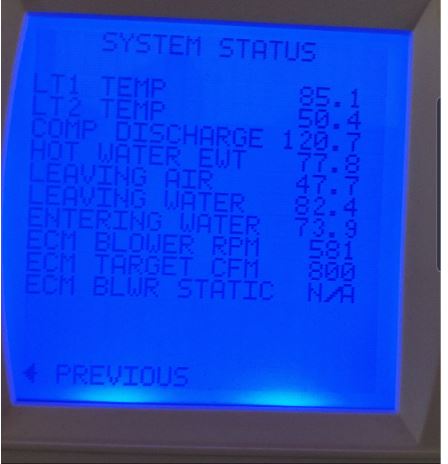 SYSTEM STATUS
LT1 TEMP 85.1
LT2 TEMP 50.4
COMP DISCHARGE 120.7
HOT WATER EWT 77.8
LEAVING AIR 47.7
LEAVING WATER 82.4
ENTERING WATER 73.9
ECM BLOWER RPM 581
ECM TARGET CFM 800
ECM BLWR STATIC N/A
◄ PREVIOUS